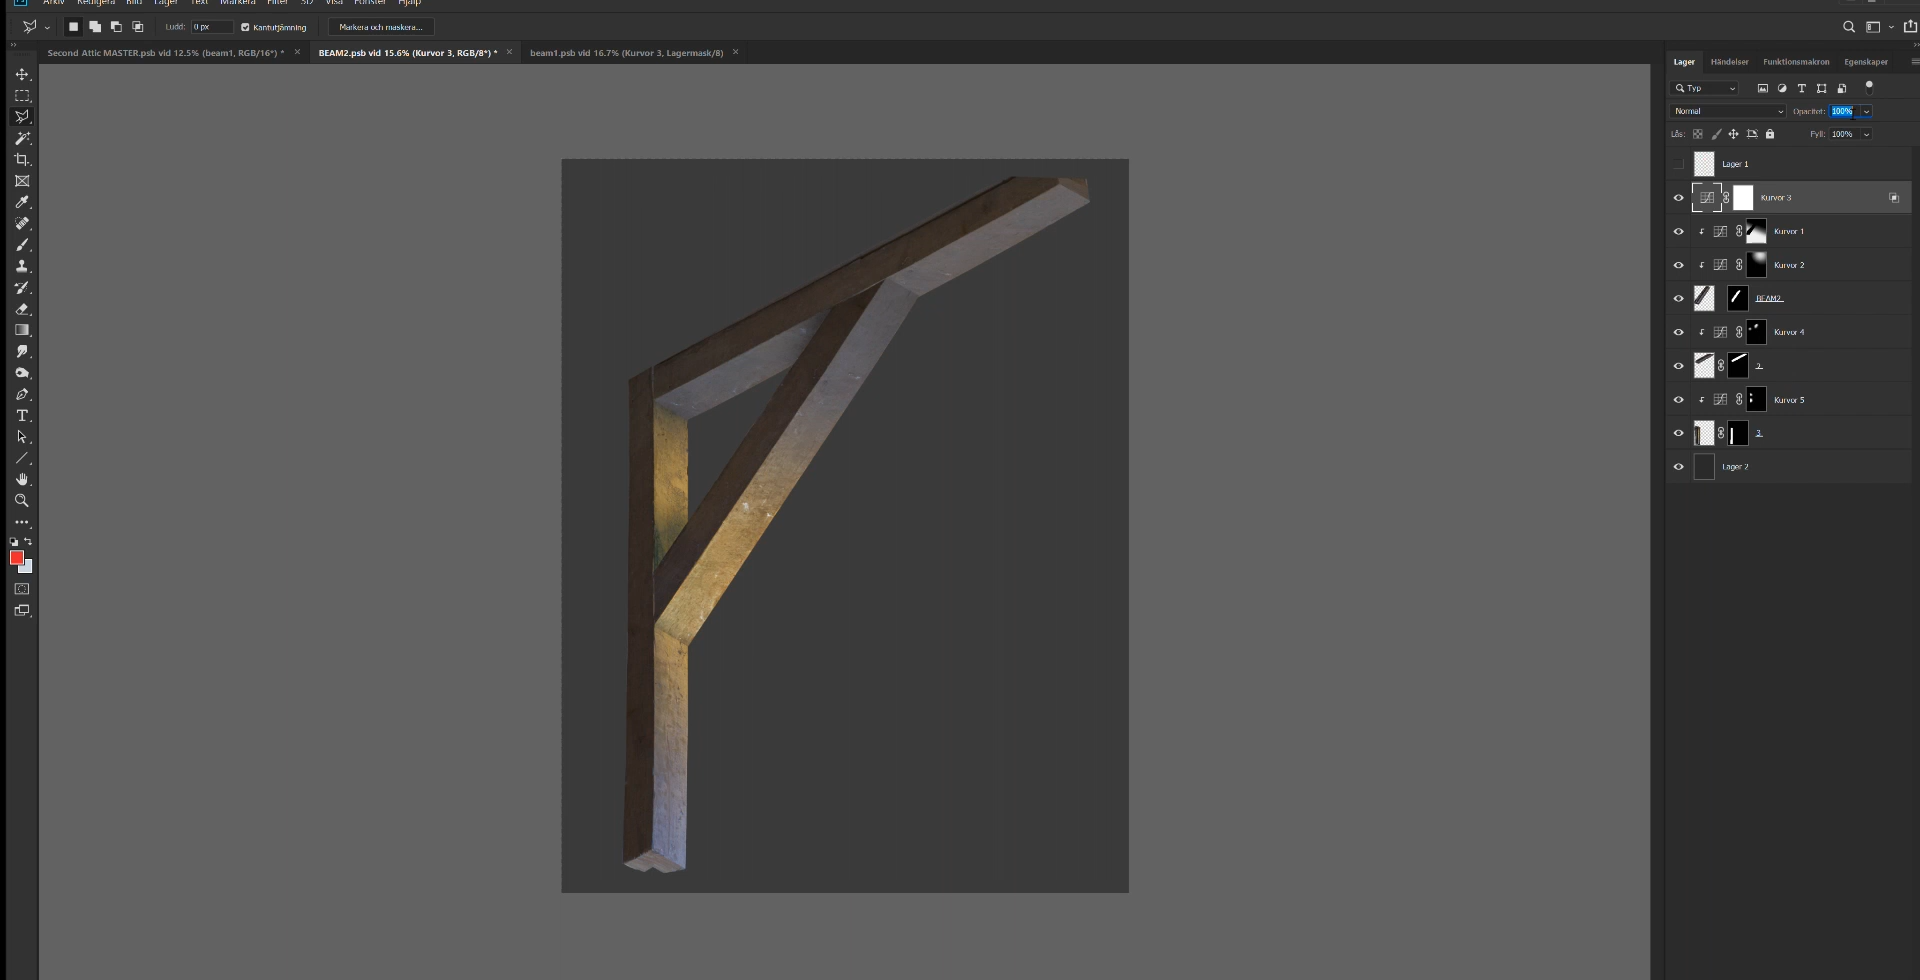 Arkiv Redigera Bild Lager Text Markera Filter 3D Visa Fönster Hjälp
Ludd: 0 px Kantutjämning Markera och maskera...
Second Attic MASTER.psb vid 12.5% (beam1, RGB/16*) * × BEAM2.psb vid 15.6% (Kurvor 3, RGB/8*) * × beam1.psb vid 16.7% (Kurvor 3, Lagermask/8) ×
Lager Händelser Funktionsmakron Egenskaper
Typ
Normal Opacitet: 100%
Lås: Fyll: 100%
Lager 1
Kurvor 3
Kurvor 1
Kurvor 2
BEAM2
Kurvor 4
2
Kurvor 5
3
Lager 2